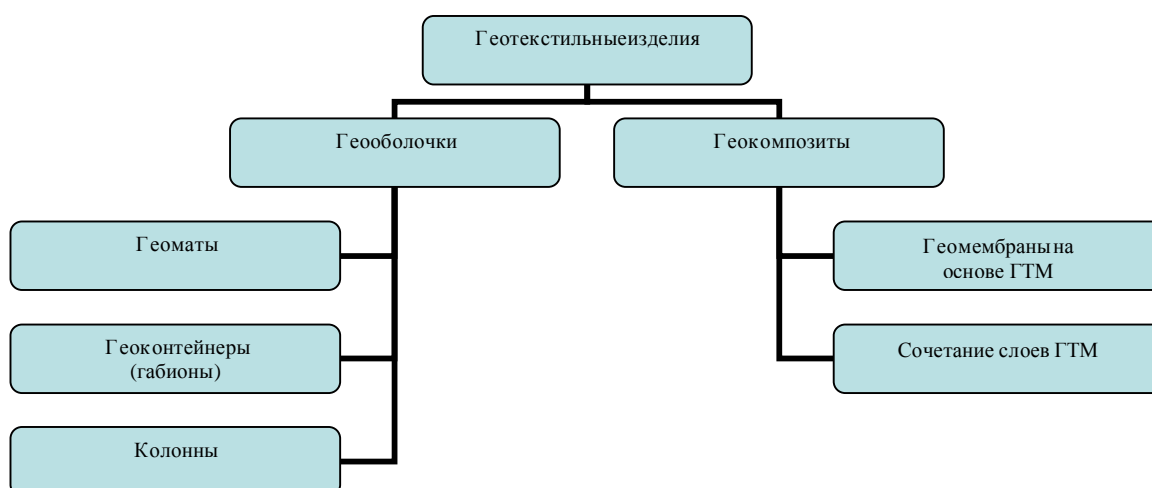 Геотекстильныеизделия
Геооболочки
Геокомпозиты
Геоматы
Геомембраны на
основе ГТМ
Геоконтейнеры
(габионы)
Сочетание слоев ГТМ
Колонны